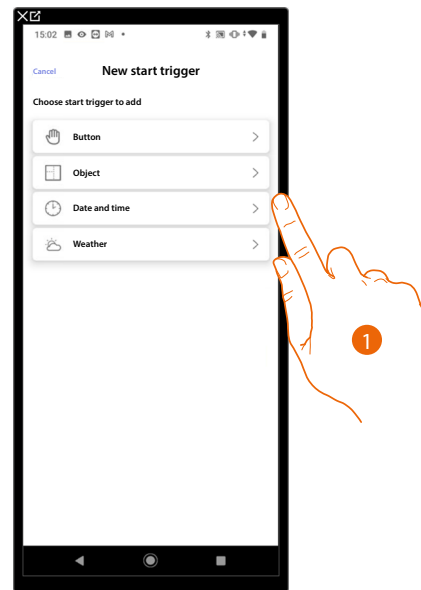 15:02
Cancel
New start trigger
Choose start trigger to add
Button
Object
Date and time
Weather
1